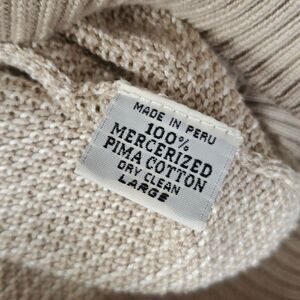 MADE IN PERU
100%
MERCERIZED
PIMA COTTON
DRY CLEAN
LARGE